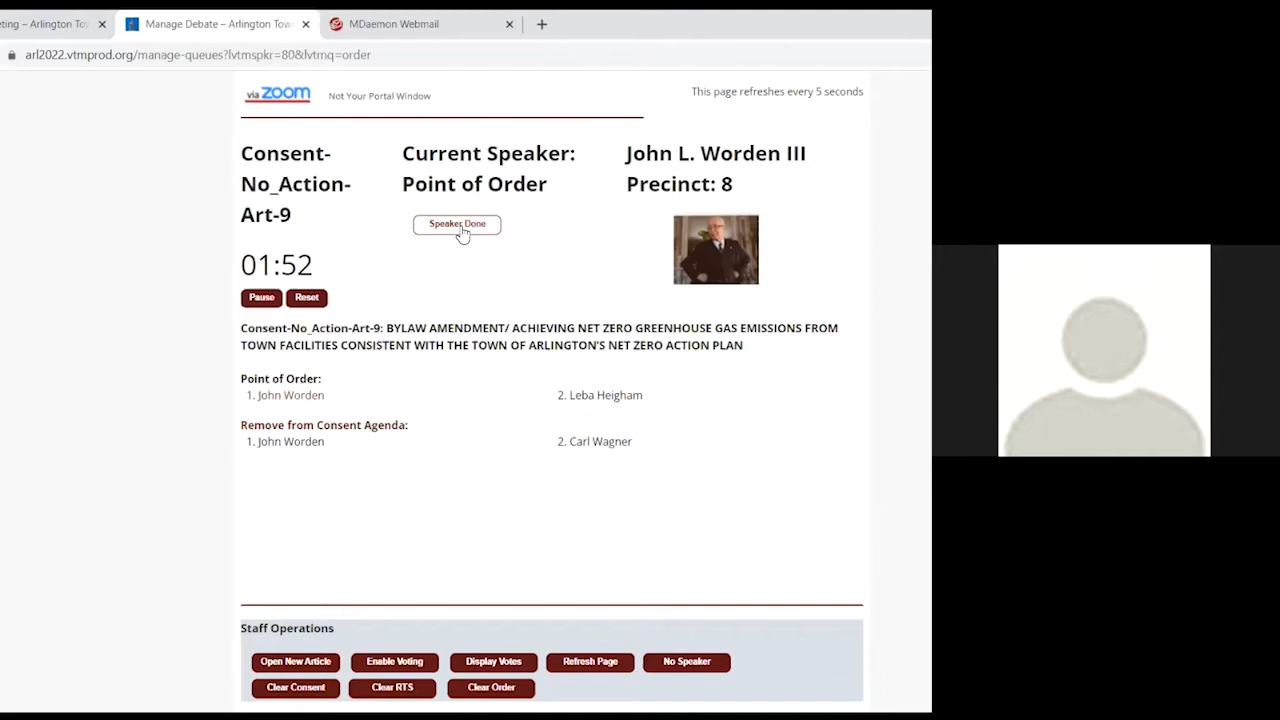 eting – Arlington To
Manage Debate – Arlington Town
MDaemon Webmail
arl2022.vtmprod.org/manage-queues?lvtmspkr=80&lvtmq=order
via zoom
Not Your Portal Window
This page refreshes every 5 seconds
Consent-
No_Action-
Art-9
Current Speaker:
Point of Order
John L. Worden III
Precinct: 8
Speaker Done
01:52
Pause
Reset
Consent-No_Action-Art-9: BYLAW AMENDMENT/ ACHIEVING NET ZERO GREENHOUSE GAS EMISSIONS FROM
TOWN FACILITIES CONSISTENT WITH THE TOWN OF ARLINGTON'S NET ZERO ACTION PLAN
Point of Order:
1. John Worden
2. Leba Heigham
Remove from Consent Agenda:
1. John Worden
2. Carl Wagner
Staff Operations
Open New Article
Enable Voting
Display Votes
Refresh Page
No Speaker
Clear Consent
Clear RTS
Clear Order